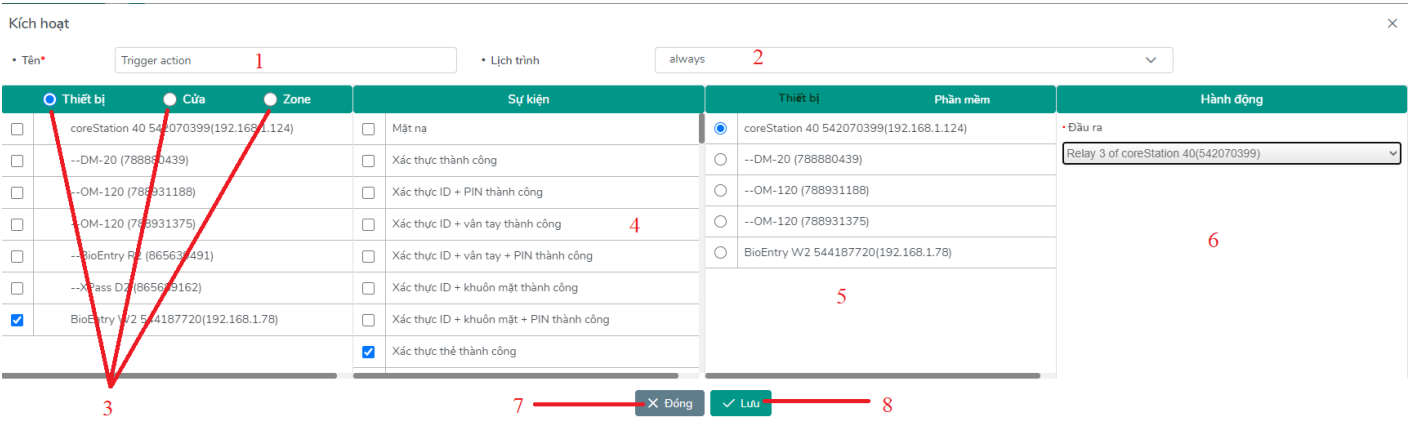 Kích hoạt ×
• Tên* Trigger action 1 • Lịch trình always 2
Thiết bị Cửa Zone Sự kiện Thiết bị Phần mềm Hành động
coreStation 40 542070399(192.168.1.124) Mặt nạ coreStation 40 542070399(192.168.1.124) • Đầu ra
--DM-20 (788880439) Xác thực thành công --DM-20 (788880439) Relay 3 of coreStation 40(542070399)
--OM-120 (788931188) Xác thực ID + PIN thành công --OM-120 (788931188)
--OM-120 (788931375) Xác thực ID + vân tay thành công 4 --OM-120 (788931375) 6
--BioEntry R2 (865639491) Xác thực ID + vân tay + PIN thành công BioEntry W2 544187720(192.168.1.78)
--XPass D2 (865689162) Xác thực ID + khuôn mặt thành công 5
BioEntry W2 544187720(192.168.1.78) Xác thực ID + khuôn mặt + PIN thành công
Xác thực thẻ thành công
3 7 × Đóng ✓ Lưu 8